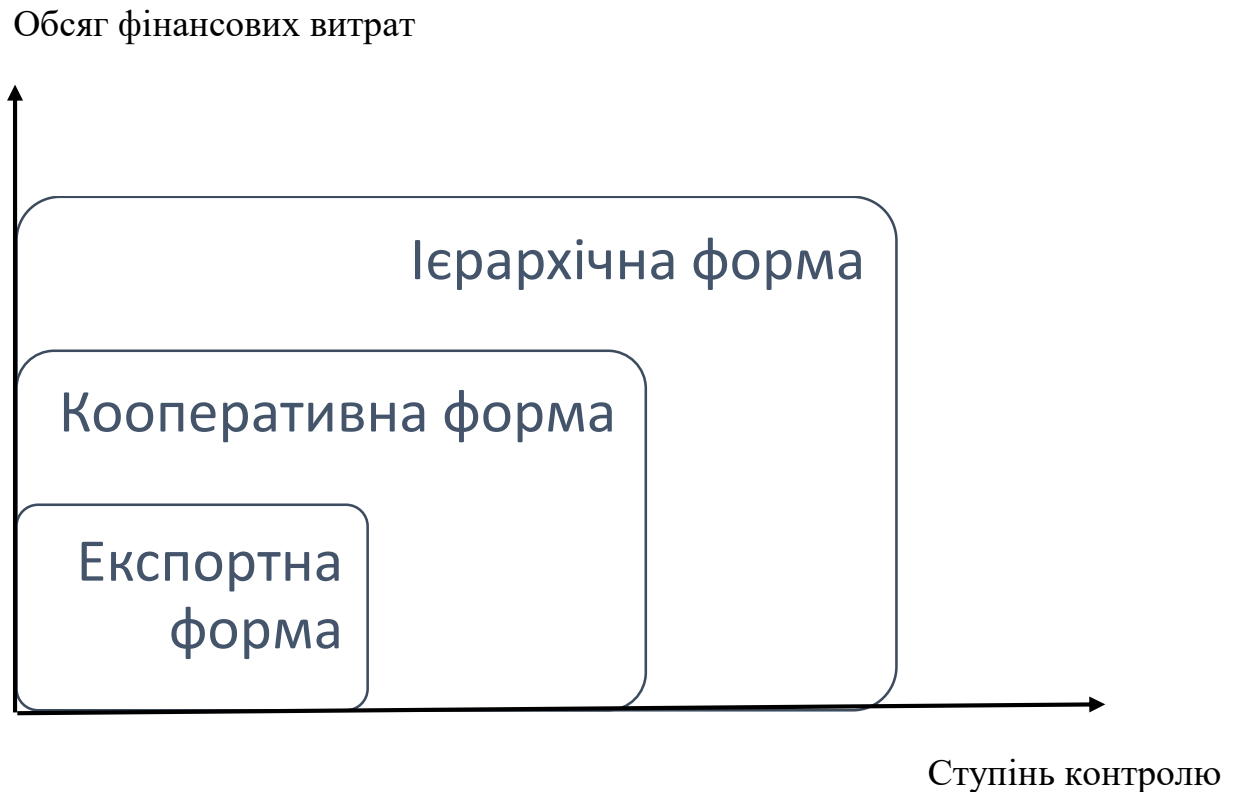 Обсяг фінансових витрат
Ієрархічна форма
Кооперативна форма
Експортна
форма
Ступінь контролю